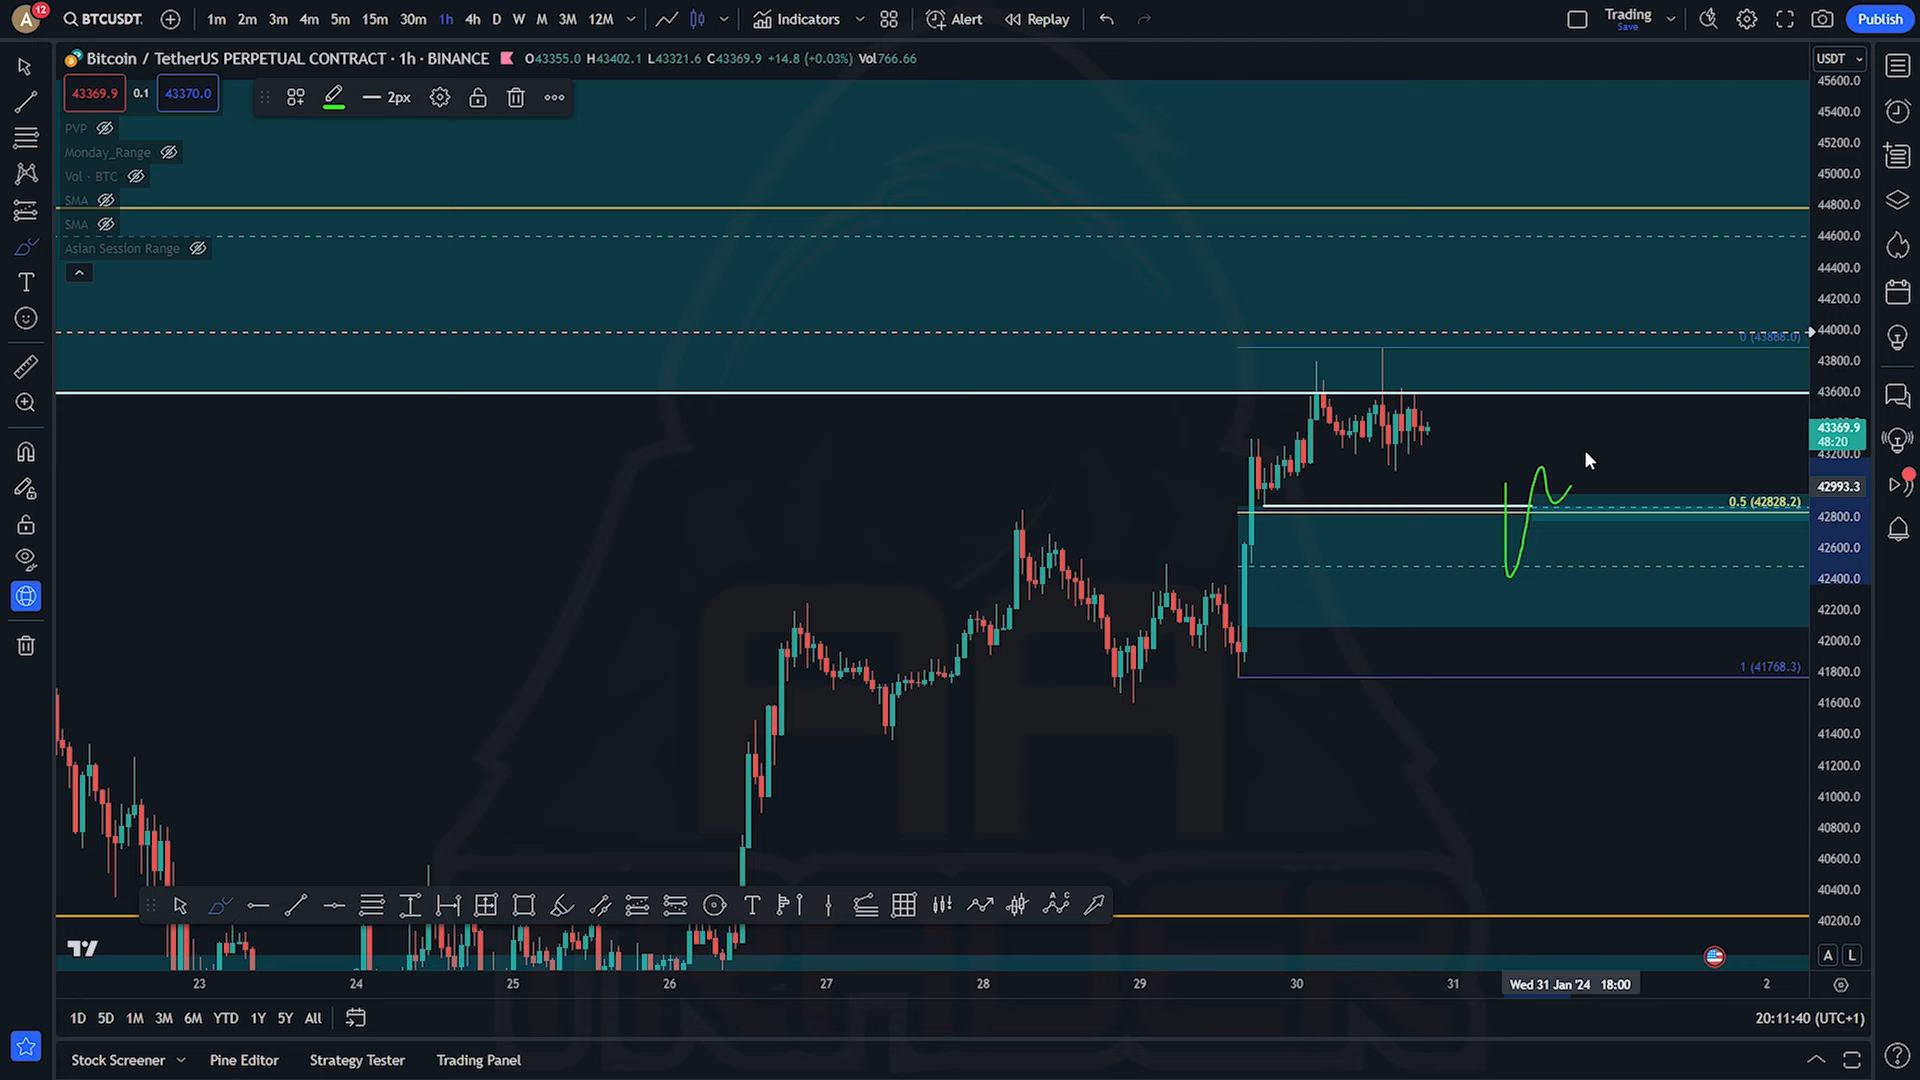 A 12 BTCUSDT. 1m 2m 3m 4m 5m 15m 30m 1h 4h D W M 3M 12M Indicators Alert Replay Trading Save Publish
Bitcoin / TetherUS PERPETUAL CONTRACT · 1h · BINANCE O43355.0 H43402.1 L43321.6 C43369.9 +14.8 (+0.03%) Vol766.66 USDT
43369.9 0.1 43370.0 2px
PVP
Monday_Range
Vol · BTC
SMA
SMA
Asian Session Range
45600.0
45400.0
45200.0
45000.0
44800.0
44600.0
44400.0
44200.0
44000.0
0 (43888.0)
43800.0
43600.0
43369.9
48:20
43200.0
42993.3
0.5 (42828.2)
42800.0
42600.0
42400.0
42200.0
42000.0
1 (41768.3)
41800.0
41600.0
41400.0
41200.0
41000.0
40800.0
40600.0
40400.0
40200.0
T
A L
23 24 25 26 27 28 29 30 31 Wed 31 Jan '24 18:00 2
1D 5D 1M 3M 6M YTD 1Y 5Y All 20:11:40 (UTC+1)
Stock Screener Pine Editor Strategy Tester Trading Panel